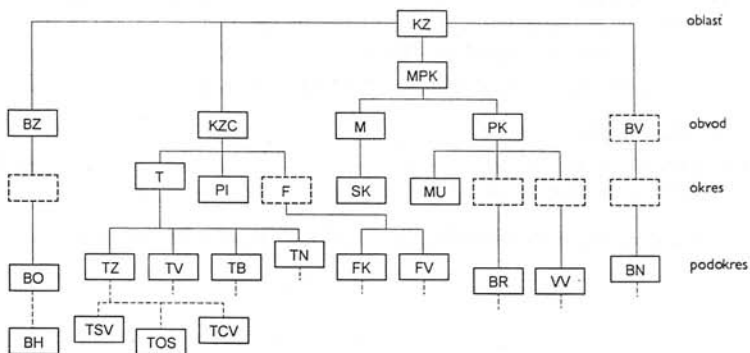 KZ oblasť
MPK
BZ KZC M PK BV obvod
T PI F SK MU okres
TZ TV TB TN FK FV BR VV BN podokres
BO
TSV TOS TCV
BH